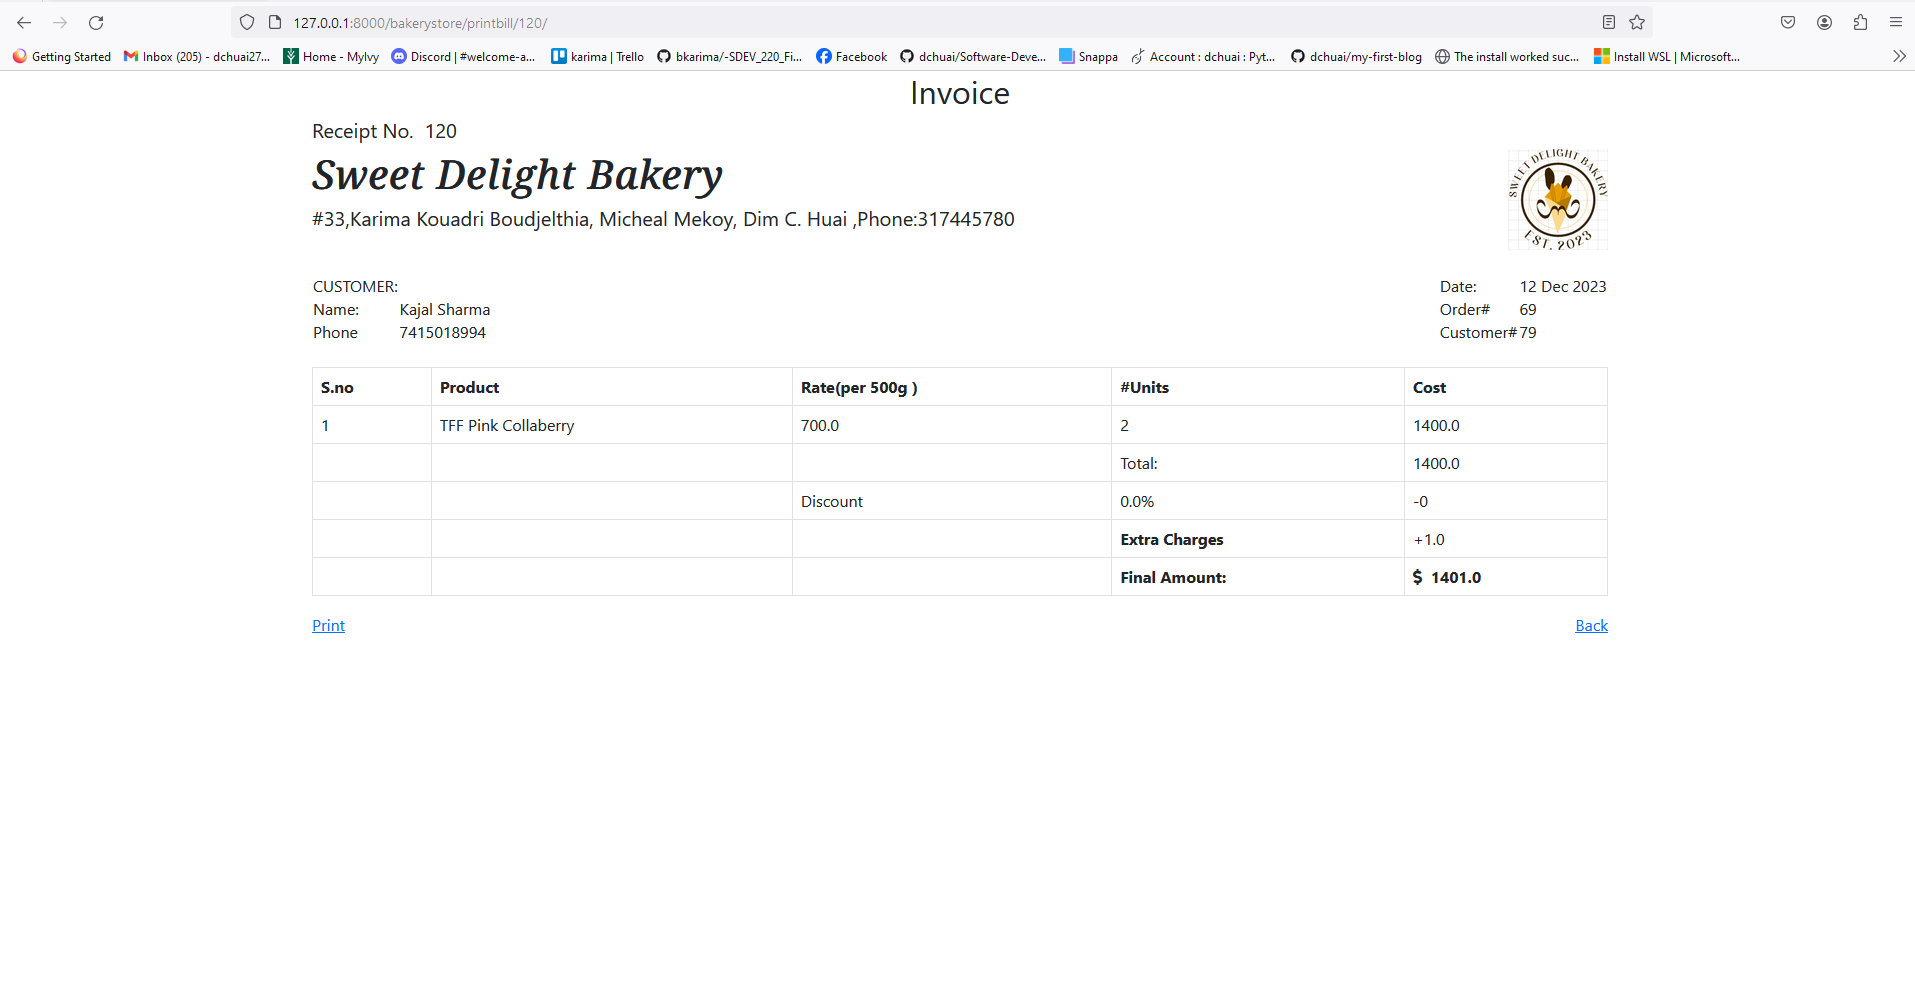 127.0.0.1:8000/bakerystore/printbill/120/
Getting Started Inbox (205) - dchuai27... Home - MyIvy Discord | #welcome-a... karima | Trello bkarima/-SDEV_220_Fi... Facebook dchuai/Software-Deve... Snappa Account : dchuai : Pyt... dchuai/my-first-blog The install worked suc... Install WSL | Microsoft...
Invoice
Receipt No. 120
Sweet Delight Bakery
#33,Karima Kouadri Boudjelthia, Micheal Mekoy, Dim C. Huai ,Phone:317445780
SWEET DELIGHT BAKERY
EST. 2023
CUSTOMER:
Name: Kajal Sharma
Phone 7415018994
Date: 12 Dec 2023
Order# 69
Customer# 79
S.no Product Rate(per 500g ) #Units Cost
1 TFF Pink Collaberry 700.0 2 1400.0
Total: 1400.0
Discount 0.0% -0
Extra Charges +1.0
Final Amount: $ 1401.0
Print Back